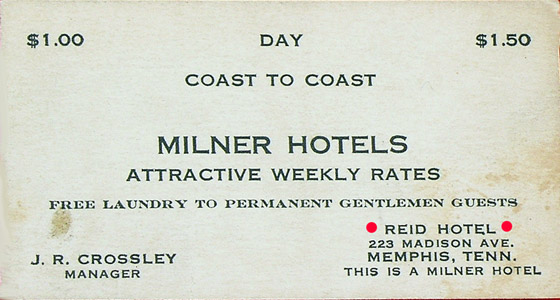 $1.00 DAY $1.50
COAST TO COAST
MILNER HOTELS
ATTRACTIVE WEEKLY RATES
FREE LAUNDRY TO PERMANENT GENTLEMEN GUESTS
REID HOTEL
223 MADISON AVE.
J. R. CROSSLEY MEMPHIS, TENN.
MANAGER THIS IS A MILNER HOTEL